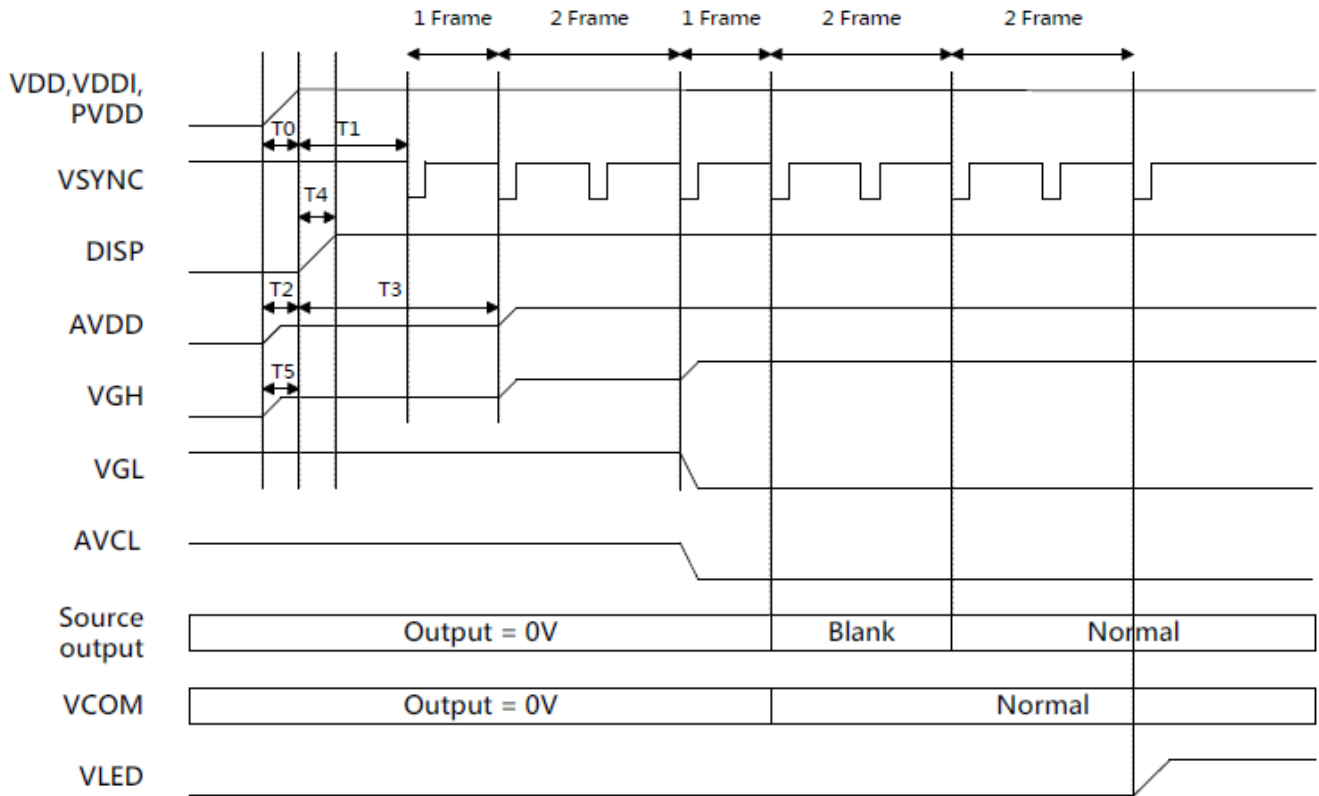 1 Frame 2 Frame 1 Frame 2 Frame 2 Frame
VDD,VDDI,
PVDD
T0 T1
VSYNC
T4
DISP
T2 T3
AVDD
T5
VGH
VGL
AVCL
Source
output
Output = 0V Blank Normal
VCOM Output = 0V Normal
VLED